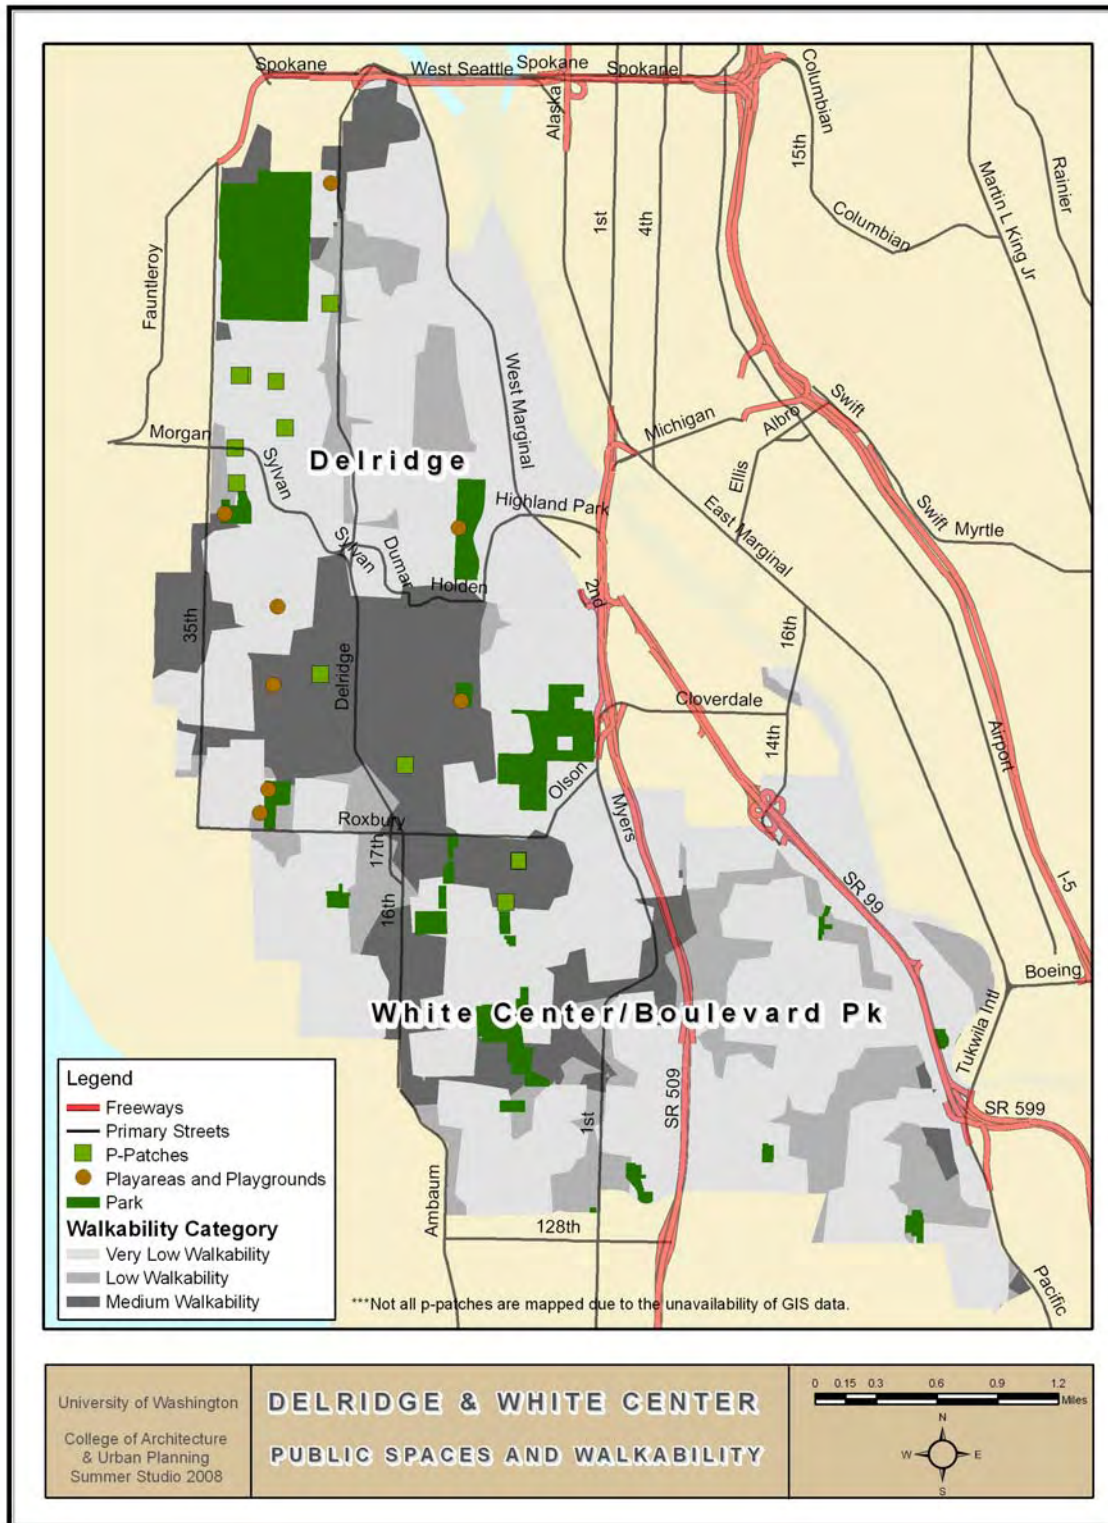 Spokane
West Seattle
Spokane
Spokane
Columbian
Alaska
15th
Rainier
Martin L King Jr
1st
4th
Columbian
Fauntleroy
West Marginal
Swift
Albro
Michigan
Morgan
Sylvan
Delridge
Ellis
Highland Park
East Marginal
Swift
Myrtle
Sylvan
Dumar
Holden
2nd
35th
16th
Delridge
Cloverdale
14th
Airport
Olson
Roxbury
Myers
17th
I-5
SR 99
16th
Boeing
White Center/Boulevard Pk
Tukwila Intl
SR 509
SR 599
1st
Ambaum
128th
Pacific
Legend
Freeways
Primary Streets
P-Patches
Playareas and Playgrounds
Park
Walkability Category
Very Low Walkability
Low Walkability
Medium Walkability
***Not all p-patches are mapped due to the unavailability of GIS data.
University of Washington
College of Architecture
& Urban Planning
Summer Studio 2008
DELRIDGE & WHITE CENTER
PUBLIC SPACES AND WALKABILITY
0 0.15 0.3 0.6 0.9 1.2
Miles
N
W E
S